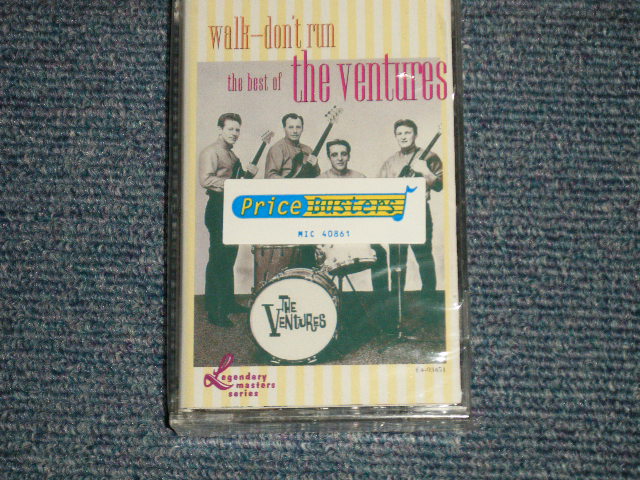 walk-don't run
the best of the ventures
Price Busters
MIC 40861
THE
VENTURES
Legendary
masters
series